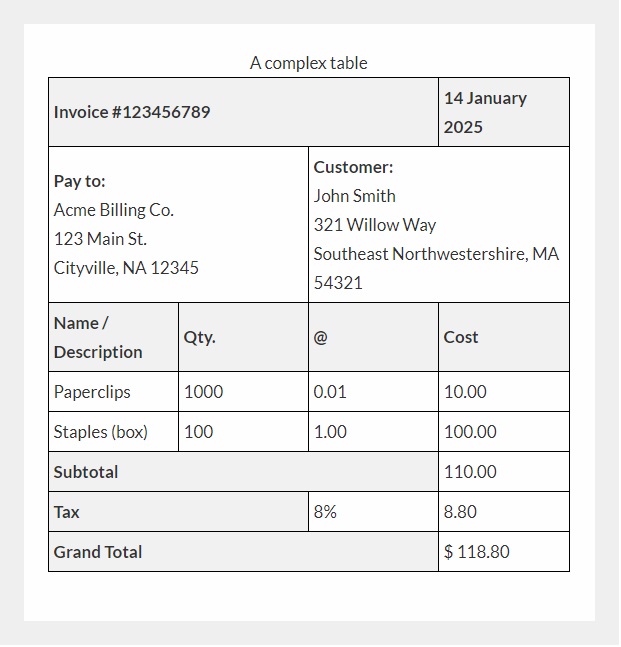 A complex table
Invoice #123456789
14 January
2025
Pay to:
Acme Billing Co.
123 Main St.
Cityville, NA 12345
Customer:
John Smith
321 Willow Way
Southeast Northwestershire, MA
54321
Name /
Description
Qty.
@
Cost
Paperclips 1000 0.01 10.00
Staples (box) 100 1.00 100.00
Subtotal 110.00
Tax 8% 8.80
Grand Total $ 118.80